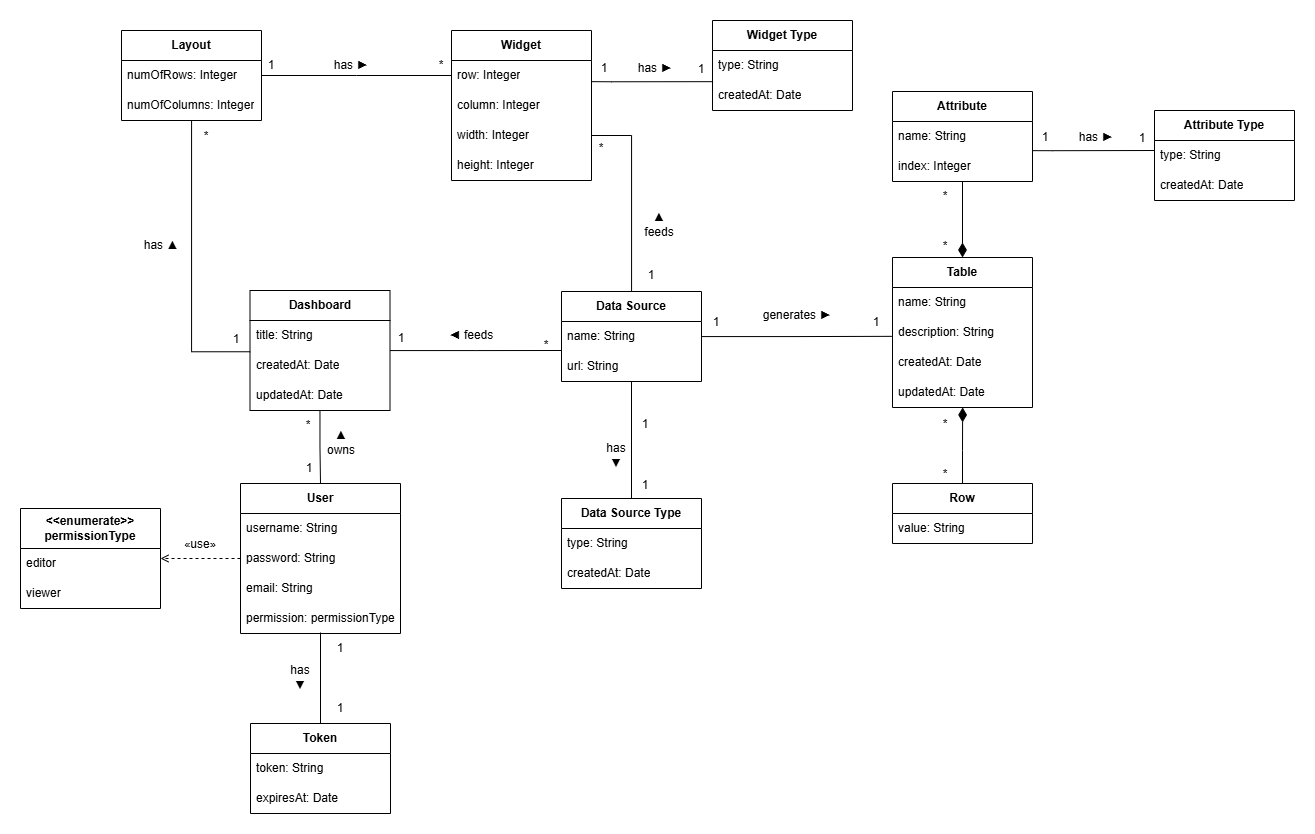 Layout
numOfRows: Integer
numOfColumns: Integer
1
has ►
*
Widget
row: Integer
column: Integer
width: Integer
height: Integer
1
has ►
1
Widget Type
type: String
createdAt: Date
Attribute
name: String
index: Integer
1
has ►
1
Attribute Type
type: String
createdAt: Date
*
*
*
*
has ▲
▲
feeds
1
1
Dashboard
title: String
createdAt: Date
updatedAt: Date
1
◄ feeds
*
Data Source
name: String
url: String
1
generates ►
1
Table
name: String
description: String
createdAt: Date
updatedAt: Date
*
▲
owns
1
1
has
▼
1
*
*
User
username: String
password: String
email: String
permission: permissionType
<<enumerate>>
permissionType
editor
viewer
«use»
Data Source Type
type: String
createdAt: Date
Row
value: String
1
has
▼
1
Token
token: String
expiresAt: Date